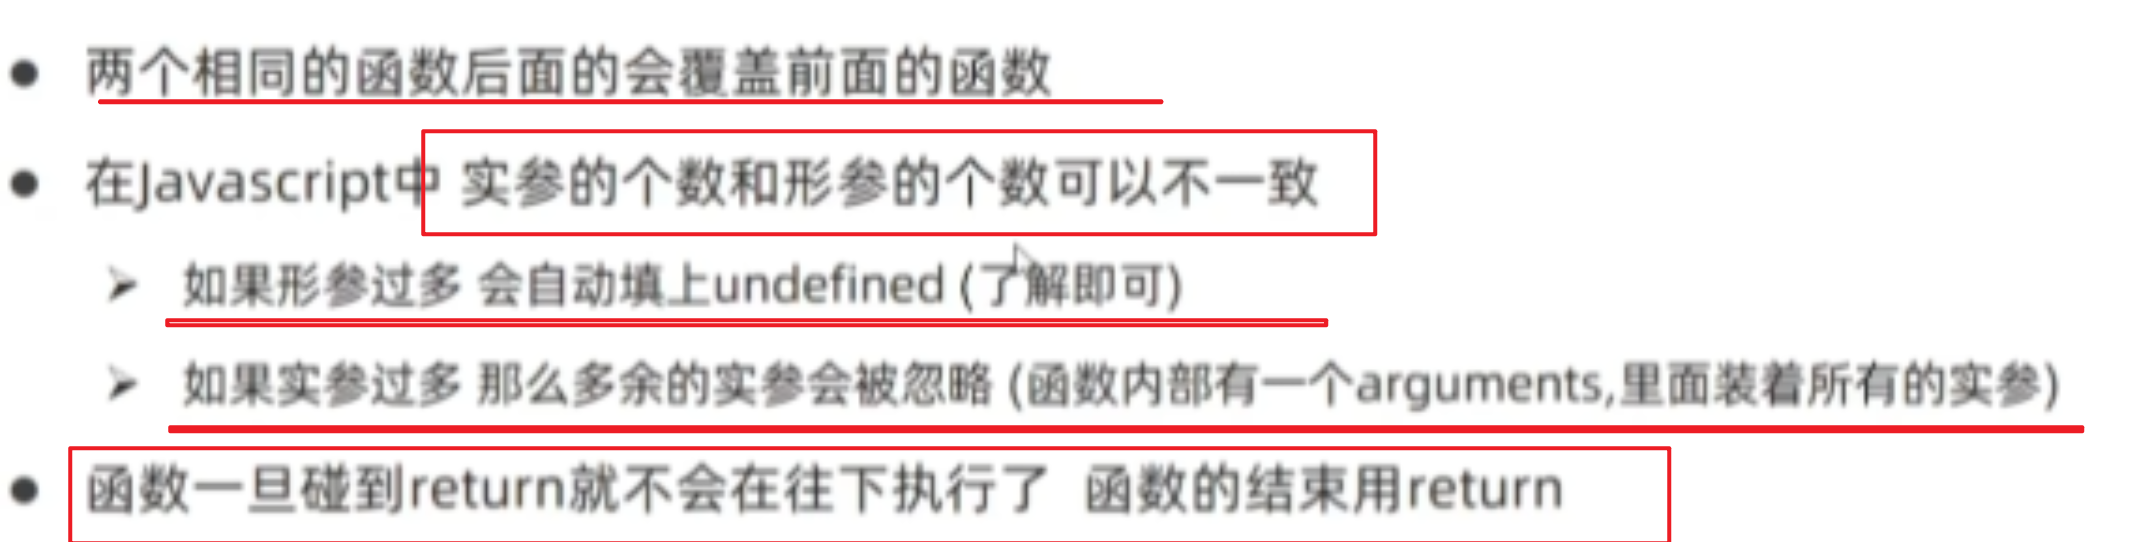 两个相同的函数后面的会覆盖前面的函数
在Javascript中 实参的个数和形参的个数可以不一致
如果形参过多 会自动填上undefined (了解即可)
如果实参过多 那么多余的实参会被忽略 (函数内部有一个arguments,里面装着所有的实参)
函数一旦碰到return就不会在往下执行了 函数的结束用return